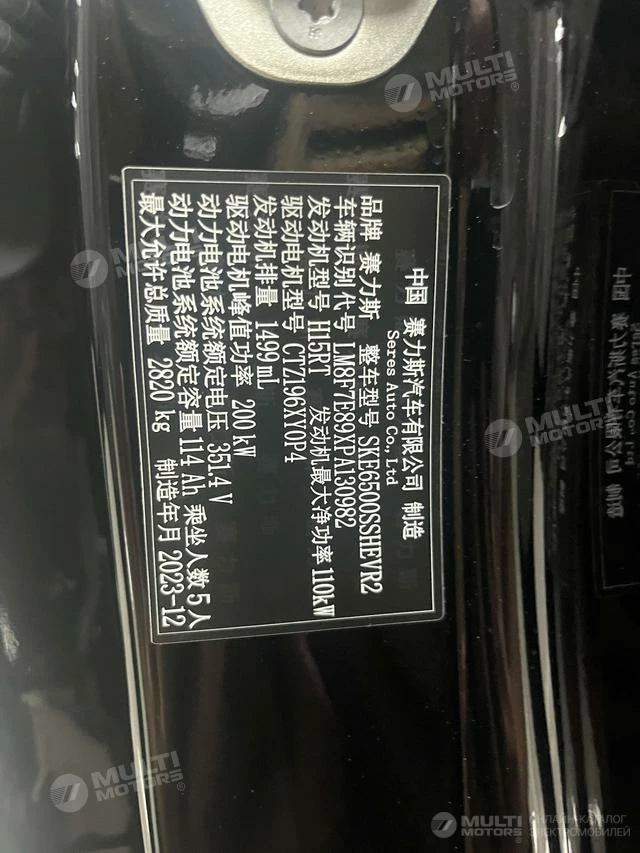 中国 赛力斯汽车有限公司 制造
Seres Auto Co., Ltd
品牌 赛力斯 整车型号 SKE6500SSHEVR2
车辆识别代号 LM8F7E89XPA130982
发动机型号 H15RT 发动机最大净功率 110kW
驱动电机型号 CTZ196XY0P4
发动机排量 1499mL
驱动电机峰值功率 200kW
动力电池系统额定电压 351.4 V
动力电池系统额定容量 114 Ah 乘坐人数 5人
最大允许总质量 2820 kg 制造年月 2023-12
MULTI MOTORS®
MULTI MOTORS®
MULTI MOTORS®
MULTI MOTORS®
MULTI MOTORS®
ОНЛАЙН-КАТАЛОГ ЭЛЕКТРОМОБИЛЕЙ